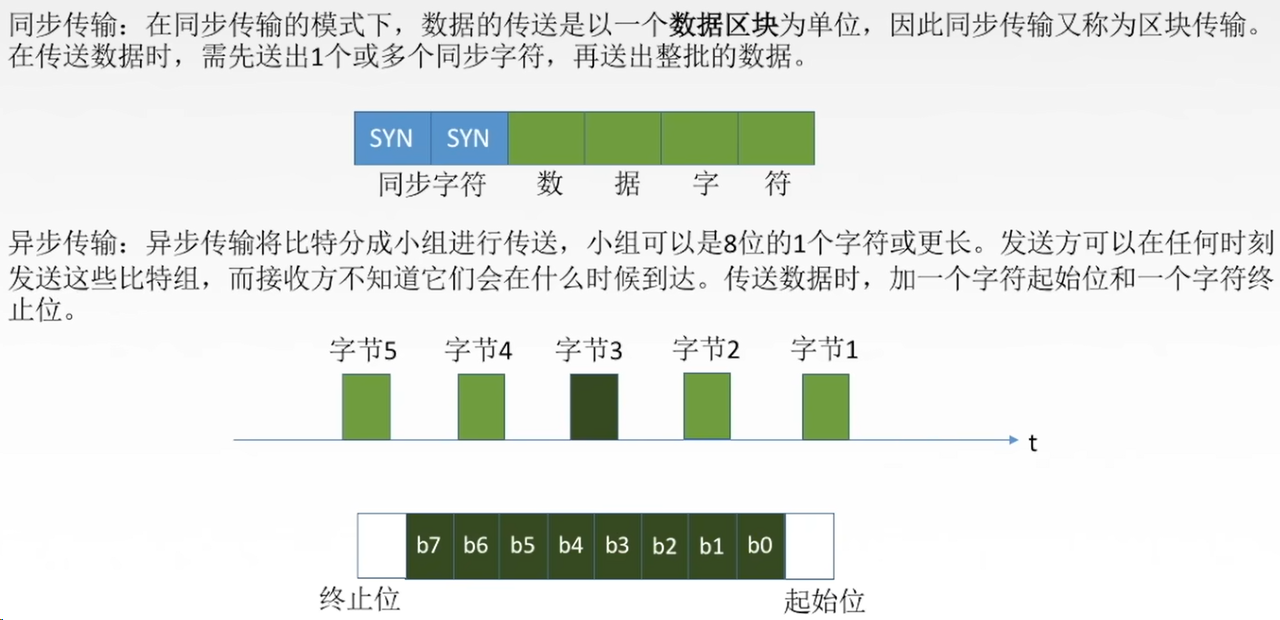 同步传输：在同步传输的模式下，数据的传送是以一个数据区块为单位，因此同步传输又称为区块传输。
在传送数据时，需先送出1个或多个同步字符，再送出整批的数据。
SYN SYN
同步字符 数 据 字 符
异步传输：异步传输将比特分成小组进行传送，小组可以是8位的1个字符或更长。发送方可以在任何时刻
发送这些比特组，而接收方不知道它们会在什么时候到达。传送数据时，加一个字符起始位和一个字符终
止位。
字节5 字节4 字节3 字节2 字节1
t
b7 b6 b5 b4 b3 b2 b1 b0
终止位 起始位